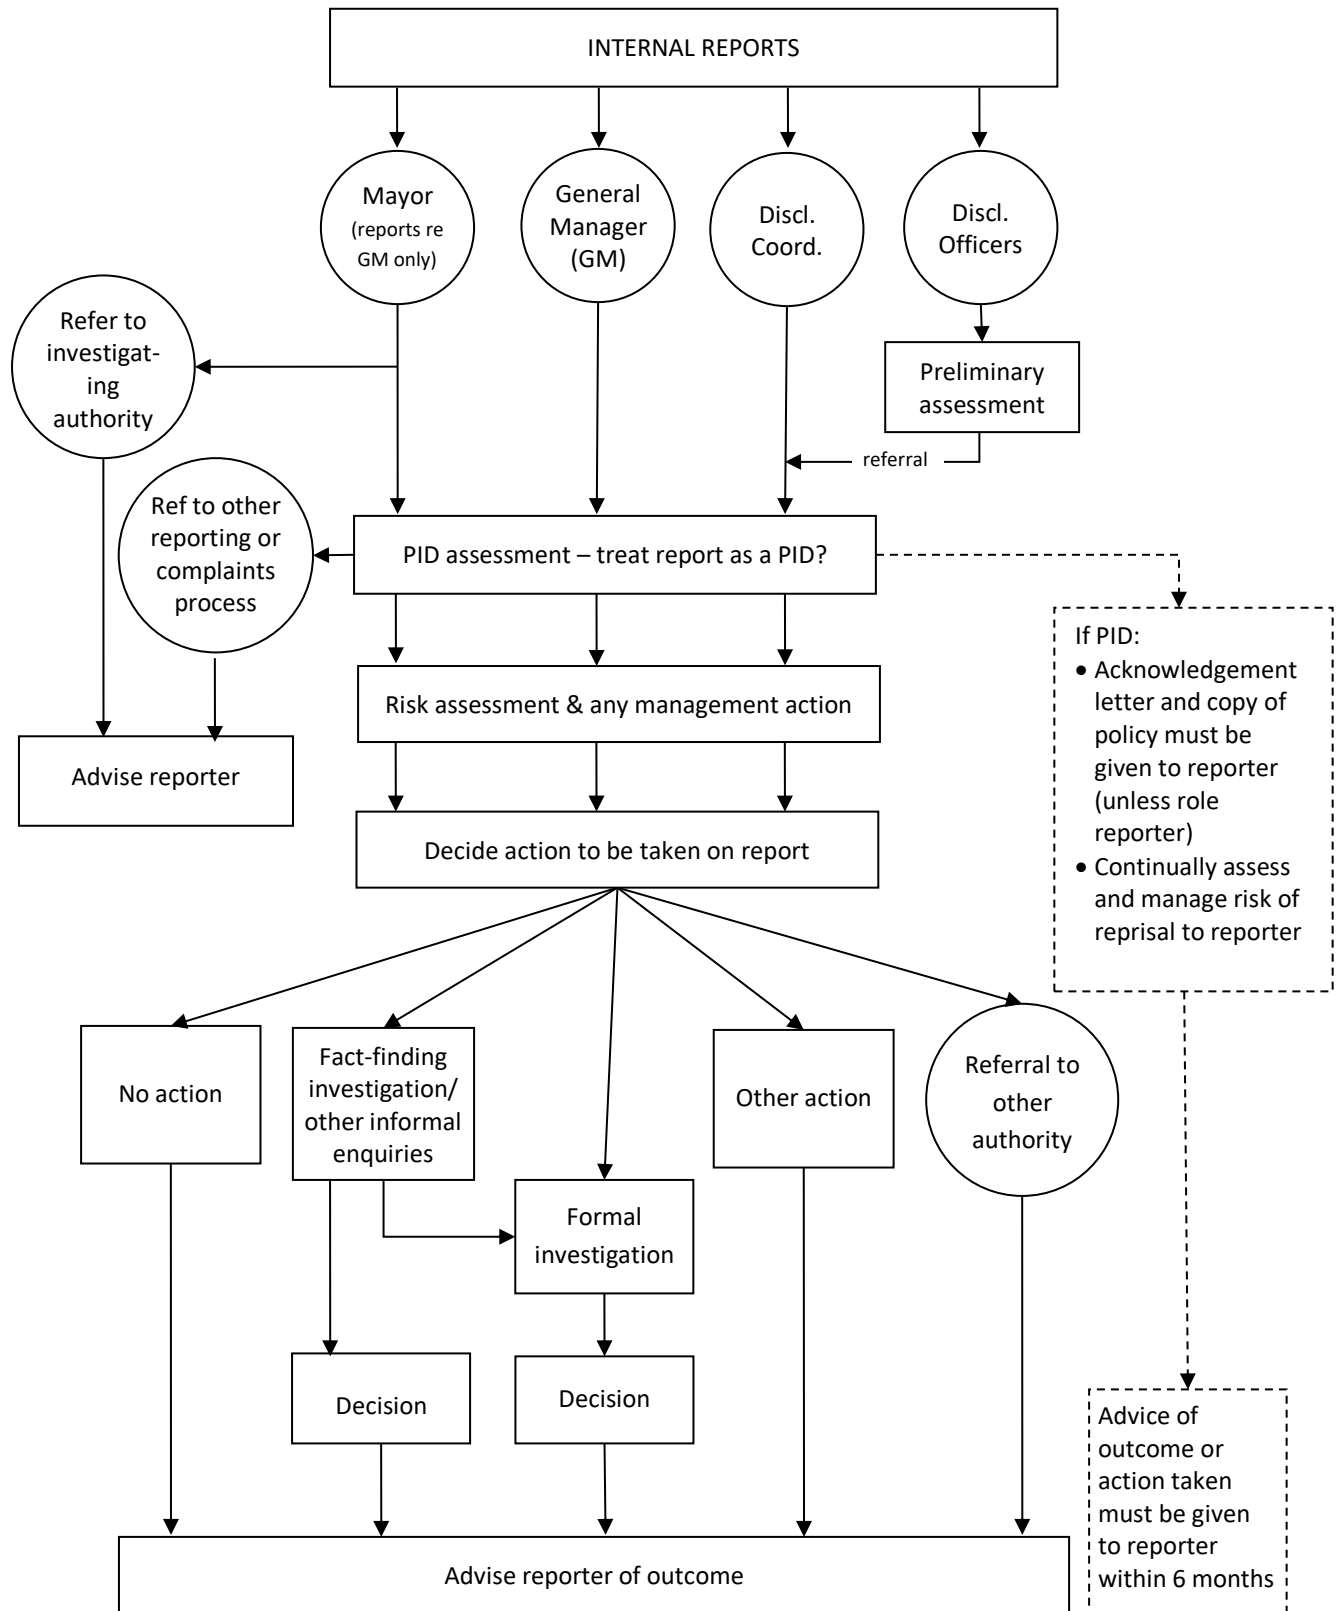 INTERNAL REPORTS
Mayor
(reports re
GM only)
General
Manager
(GM)
Discl.
Coord.
Discl.
Officers
Refer to
investigat-
ing
authority
Preliminary
assessment
referral
Ref to other
reporting or
complaints
process
PID assessment – treat report as a PID?
If PID:
• Acknowledgement
letter and copy of
policy must be
given to reporter
(unless role
reporter)
• Continually assess
and manage risk of
reprisal to reporter
Risk assessment & any management action
Advise reporter
Decide action to be taken on report
No action
Fact-finding
investigation/
other informal
enquiries
Other action
Referral to
other
authority
Formal
investigation
Decision
Decision
Advice of
outcome or
action taken
must be given
to reporter
within 6 months
Advise reporter of outcome